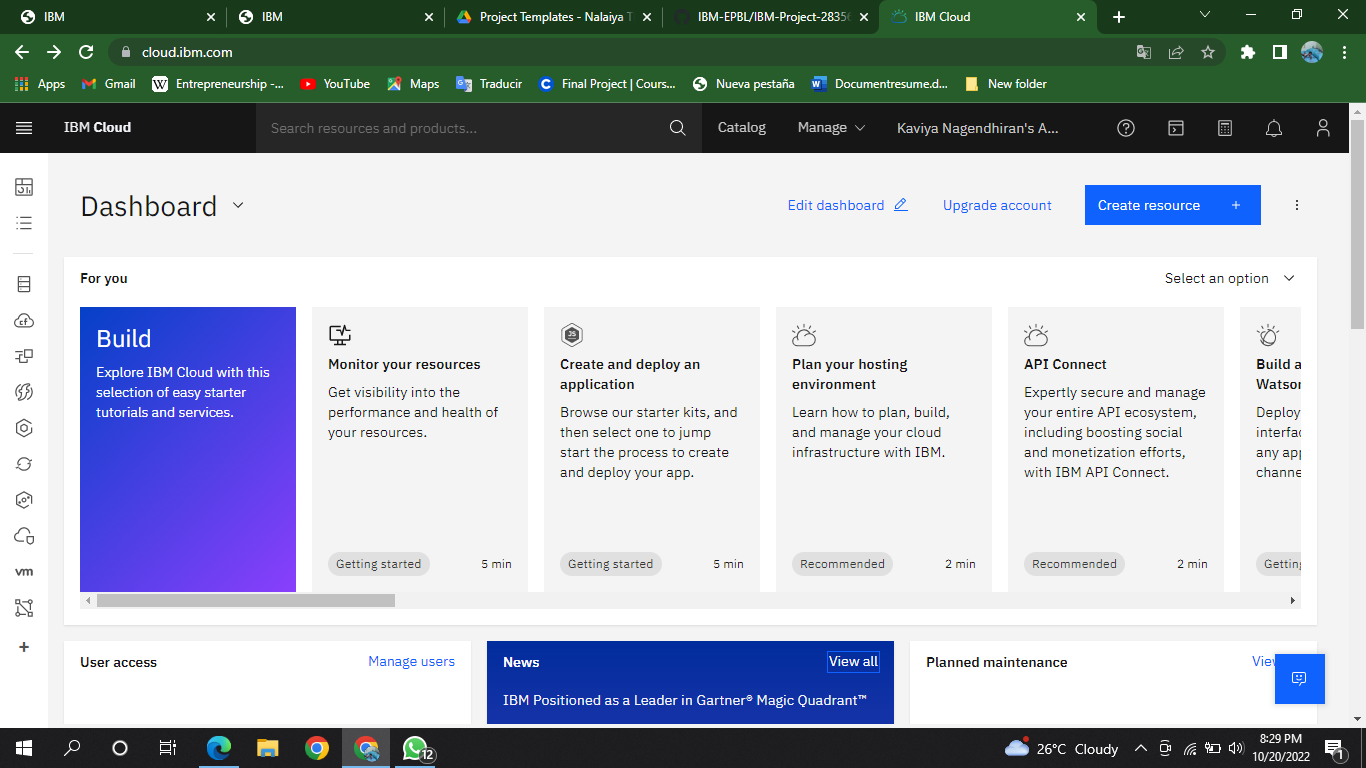 IBM
IBM
Project Templates - Nalaiya T
IBM-EPBL/IBM-Project-2835
IBM Cloud
cloud.ibm.com
Apps
Gmail
Entrepreneurship -...
YouTube
Maps
Traducir
Final Project | Cours...
Nueva pestaña
Documentresume.d...
New folder
IBM Cloud
Search resources and products...
Catalog
Manage
Kaviya Nagendhiran's A...
Dashboard
Edit dashboard
Upgrade account
Create resource +
For you
Select an option
Build
Explore IBM Cloud with this
selection of easy starter
tutorials and services.
Monitor your resources
Get visibility into the
performance and health of
your resources.
Getting started
5 min
JS
Create and deploy an
application
Browse our starter kits, and
then select one to jump
start the process to create
and deploy your app.
Getting started
5 min
Plan your hosting
environment
Learn how to plan, build,
and manage your cloud
infrastructure with IBM.
Recommended
2 min
API Connect
Expertly secure and manage
your entire API ecosystem,
including boosting social
and monetization efforts,
with IBM API Connect.
Recommended
2 min
Build a
Watson
Deploy
interfac
any app
channe
Getting
cf
vm
User access
Manage users
News
View all
IBM Positioned as a Leader in Gartner® Magic Quadrant™
Planned maintenance
View
12
26°C Cloudy
8:29 PM
10/20/2022
1